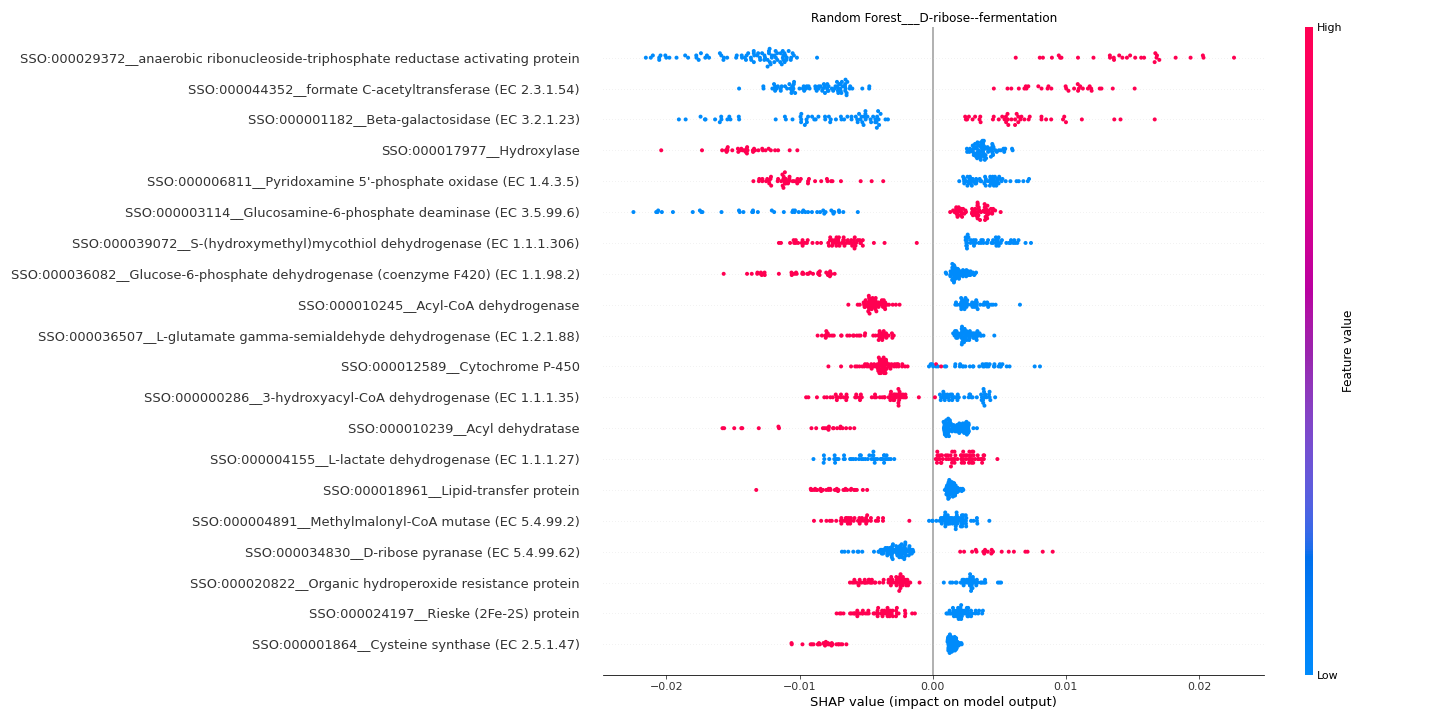 Random Forest___D-ribose--fermentation
High
SSO:000029372__anaerobic ribonucleoside-triphosphate reductase activating protein
SSO:000044352__formate C-acetyltransferase (EC 2.3.1.54)
SSO:000001182__Beta-galactosidase (EC 3.2.1.23)
SSO:000017977__Hydroxylase
SSO:000006811__Pyridoxamine 5'-phosphate oxidase (EC 1.4.3.5)
SSO:000003114__Glucosamine-6-phosphate deaminase (EC 3.5.99.6)
SSO:000039072__S-(hydroxymethyl)mycothiol dehydrogenase (EC 1.1.1.306)
SSO:000036082__Glucose-6-phosphate dehydrogenase (coenzyme F420) (EC 1.1.98.2)
SSO:000010245__Acyl-CoA dehydrogenase
SSO:000036507__L-glutamate gamma-semialdehyde dehydrogenase (EC 1.2.1.88)
SSO:000012589__Cytochrome P-450
SSO:000000286__3-hydroxyacyl-CoA dehydrogenase (EC 1.1.1.35)
SSO:000010239__Acyl dehydratase
SSO:000004155__L-lactate dehydrogenase (EC 1.1.1.27)
SSO:000018961__Lipid-transfer protein
SSO:000004891__Methylmalonyl-CoA mutase (EC 5.4.99.2)
SSO:000034830__D-ribose pyranase (EC 5.4.99.62)
SSO:000020822__Organic hydroperoxide resistance protein
SSO:000024197__Rieske (2Fe-2S) protein
SSO:000001864__Cysteine synthase (EC 2.5.1.47)
Feature value
Low
−0.02 −0.01 0.00 0.01 0.02
SHAP value (impact on model output)